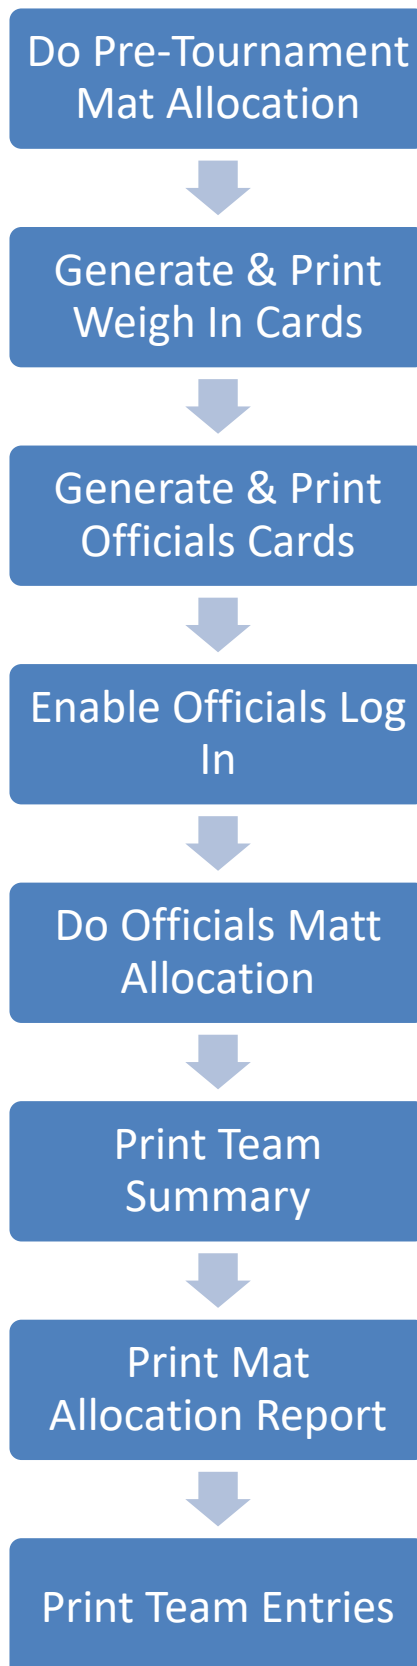 Do Pre-Tournament
Mat Allocation
Generate & Print
Weigh In Cards
Generate & Print
Officials Cards
Enable Officials Log
In
Do Officials Matt
Allocation
Print Team
Summary
Print Mat
Allocation Report
Print Team Entries